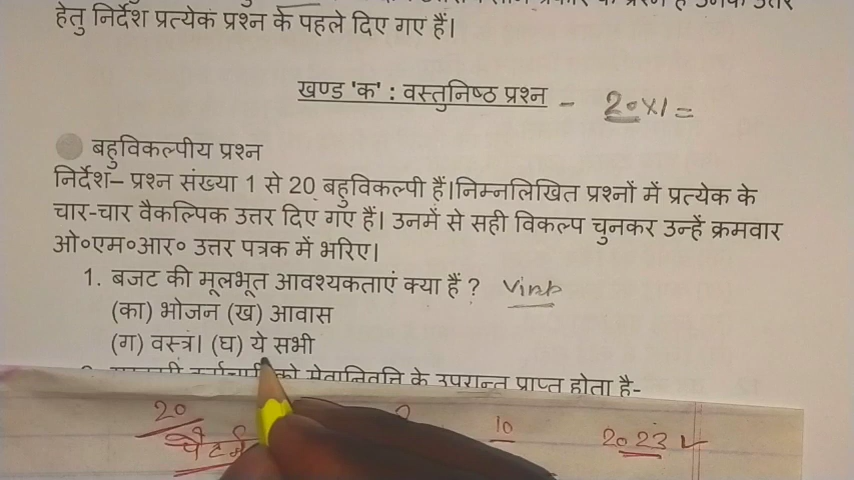 हेतु निर्देश प्रत्येक प्रश्न के पहले दिए गए हैं।
खण्ड 'क' : वस्तुनिष्ठ प्रश्न – 20x1 =
बहुविकल्पीय प्रश्न
निर्देश– प्रश्न संख्या 1 से 20 बहुविकल्पी हैं।निम्नलिखित प्रश्नों में प्रत्येक के
चार-चार वैकल्पिक उत्तर दिए गए हैं। उनमें से सही विकल्प चुनकर उन्हें क्रमवार
ओ०एम०आर० उत्तर पत्रक में भरिए।
1. बजट की मूलभूत आवश्यकताएं क्या हैं ?
(का) भोजन (ख) आवास
(ग) वस्त्र। (घ) ये सभी
को सेवानिवृत्ति के उपरान्त प्राप्त होता है-
20 10 2023